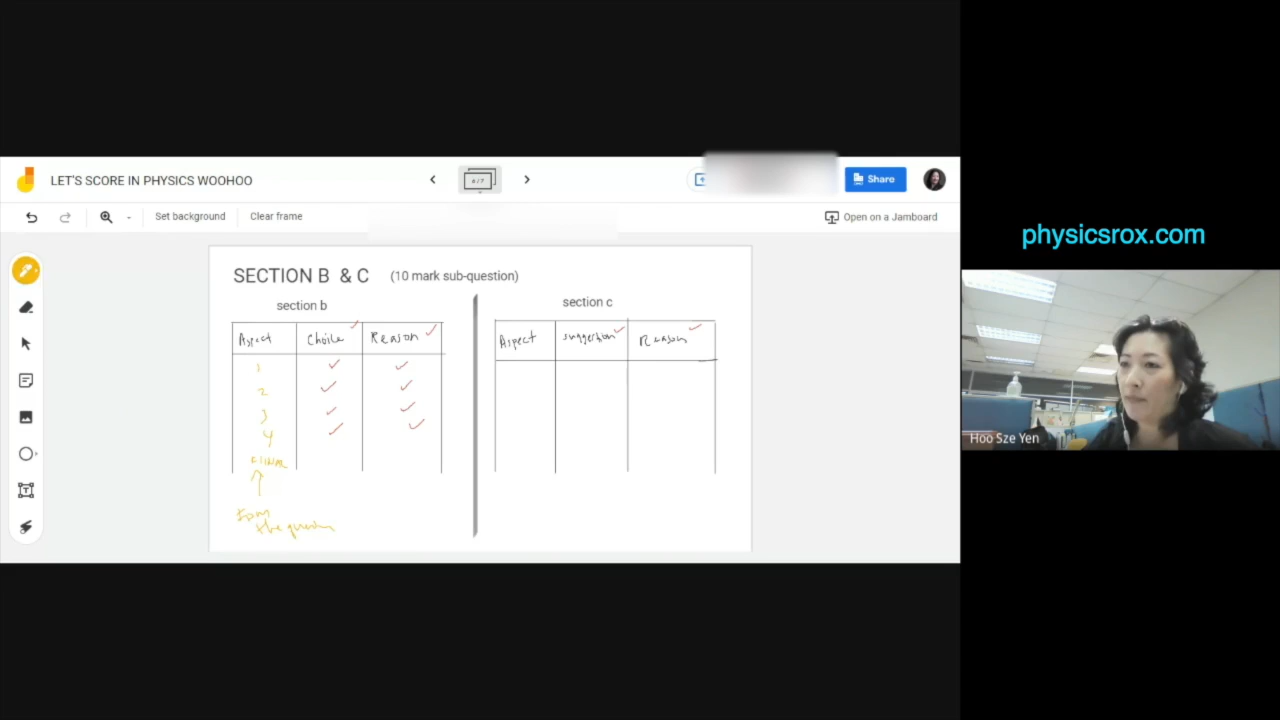 LET'S SCORE IN PHYSICS WOOHOO
6/7
Share
Set background
Clear frame
Open on a Jamboard
physicsrox.com
SECTION B & C (10 mark sub-question)
section b
section c
Aspect Choice Reason
Aspect suggestion Reason
1
2
3
4
FINAL
from
the question
Hoo Sze Yen